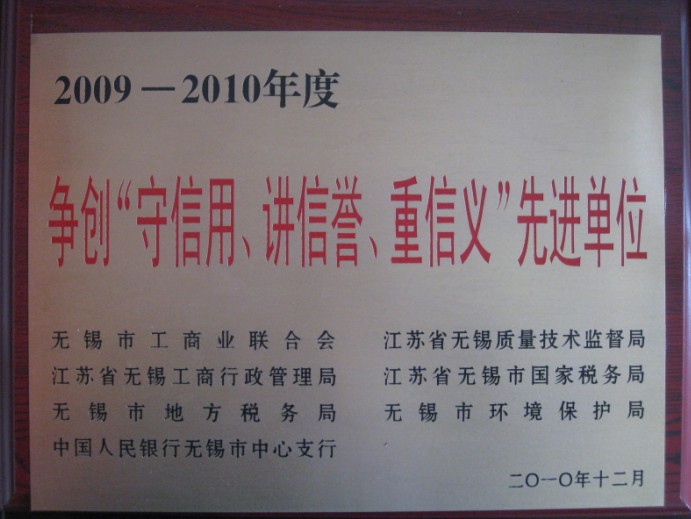 2009－2010年度
争创“守信用、讲信誉、重信义”先进单位
无锡市工商业联合会 江苏省无锡质量技术监督局
江苏省无锡工商行政管理局 江苏省无锡市国家税务局
无锡市地方税务局 无锡市环境保护局
中国人民银行无锡市中心支行
二〇一〇年十二月